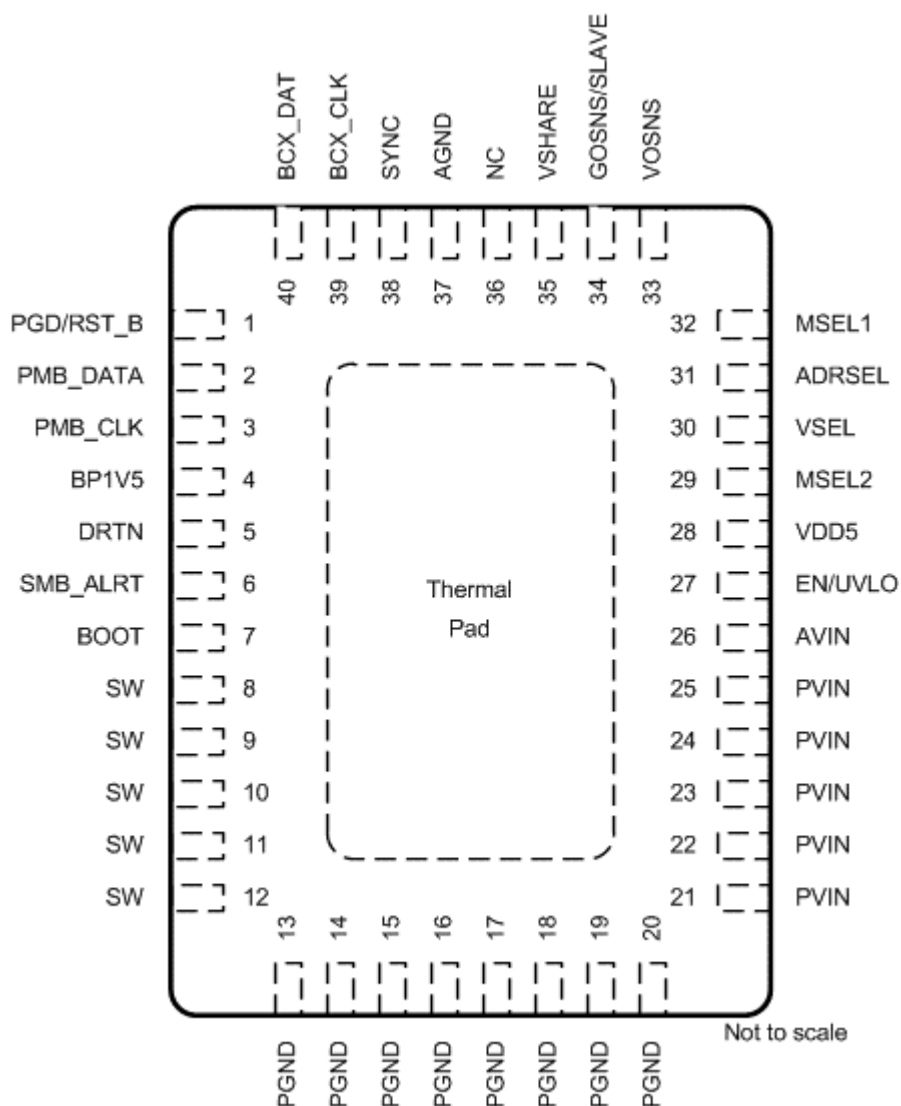 BCX_DAT
BCX_CLK
SYNC
AGND
NC
VSHARE
GOSNS/SLAVE
VOSNS
40
39
38
37
36
35
34
33
PGD/RST_B 1
32 MSEL1
PMB_DATA 2
31 ADRSEL
PMB_CLK 3
30 VSEL
BP1V5 4
29 MSEL2
DRTN 5
28 VDD5
SMB_ALRT 6
27 EN/UVLO
BOOT 7
26 AVIN
SW 8
25 PVIN
SW 9
24 PVIN
SW 10
23 PVIN
SW 11
22 PVIN
SW 12
21 PVIN
Thermal
Pad
13
14
15
16
17
18
19
20
PGND
PGND
PGND
PGND
PGND
PGND
PGND
PGND
Not to scale